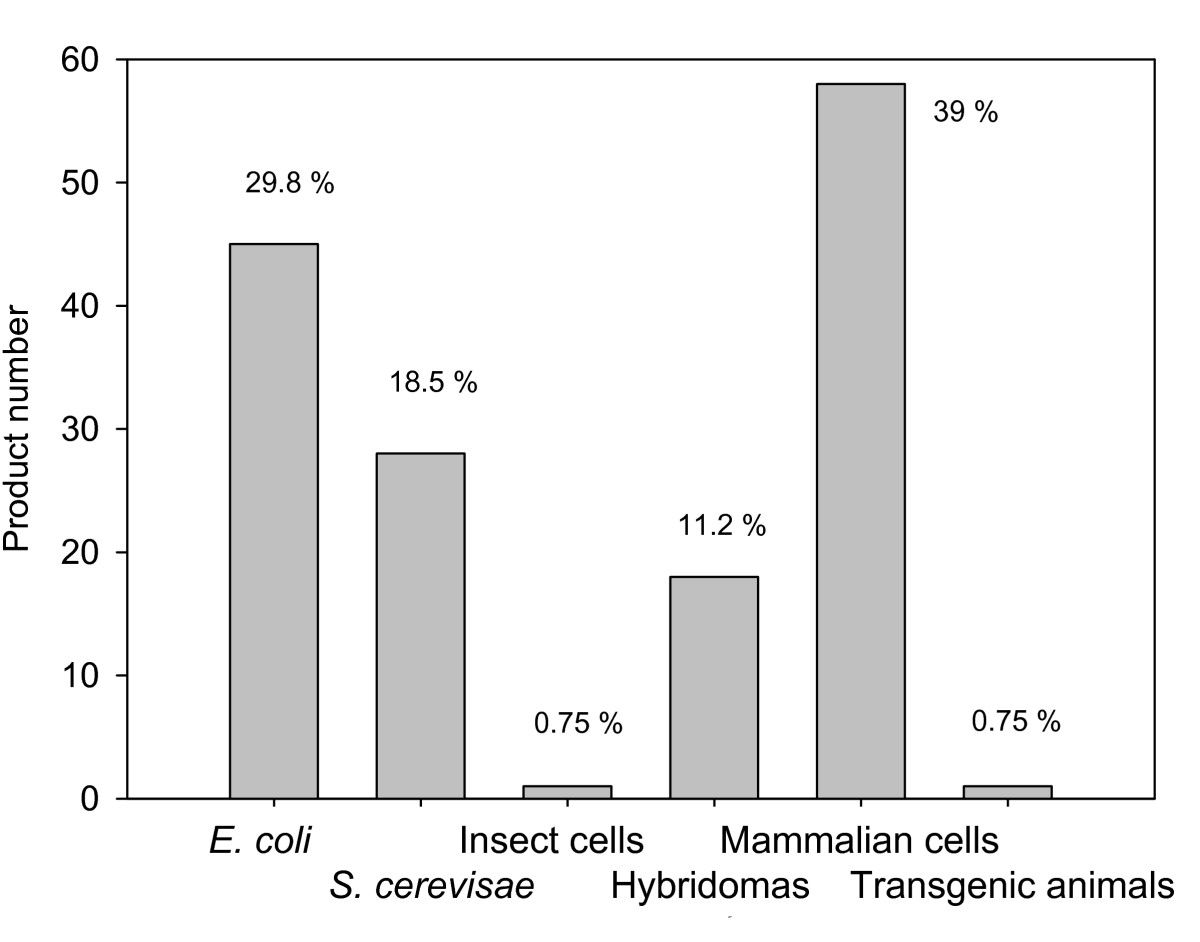 60
50
40
30
20
10
0
Product number
29.8 %
18.5 %
0.75 %
11.2 %
39 %
0.75 %
E. coli
S. cerevisae
Insect cells
Hybridomas
Mammalian cells
Transgenic animals